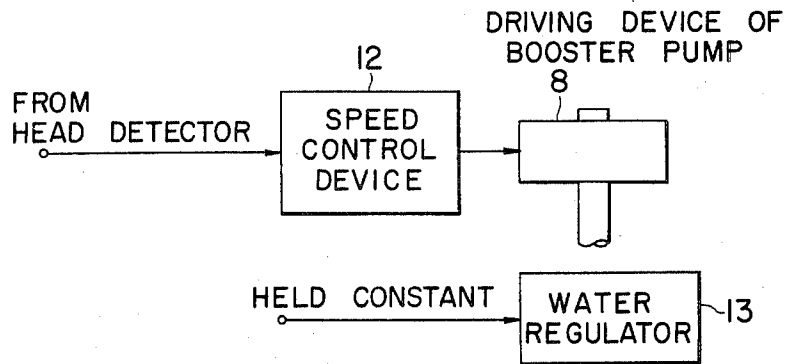 DRIVING DEVICE OF
BOOSTER PUMP
8
12
FROM
HEAD DETECTOR
SPEED
CONTROL
DEVICE
HELD CONSTANT
WATER
REGULATOR
13